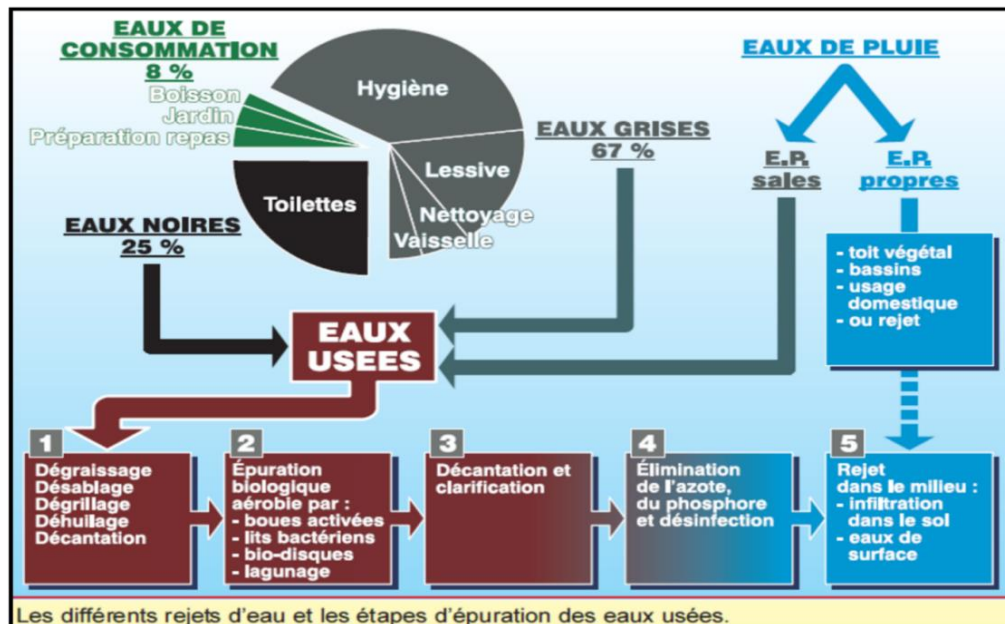 EAUX DE
CONSOMMATION
8 %
Boisson
Jardin
Préparation repas
Hygiène
Lessive
Nettoyage
Vaisselle
Toilettes
EAUX GRISES
67 %
EAUX NOIRES
25 %
EAUX DE PLUIE
E.P.
sales
E.P.
propres
- toit végétal
- bassins
- usage
domestique
- ou rejet
EAUX
USEES
1
Dégraissage
Désablage
Dégrillage
Déhuilage
Décantation
2
Épuration
biologique
aérobie par :
- boues activées
- lits bactériens
- bio-disques
- lagunage
3
Décantation et
clarification
4
Élimination
de l'azote,
du phosphore
et désinfection
5
Rejet
dans le milieu :
- infiltration
dans le sol
- eaux de
surface
Les différents rejets d'eau et les étapes d'épuration des eaux usées.